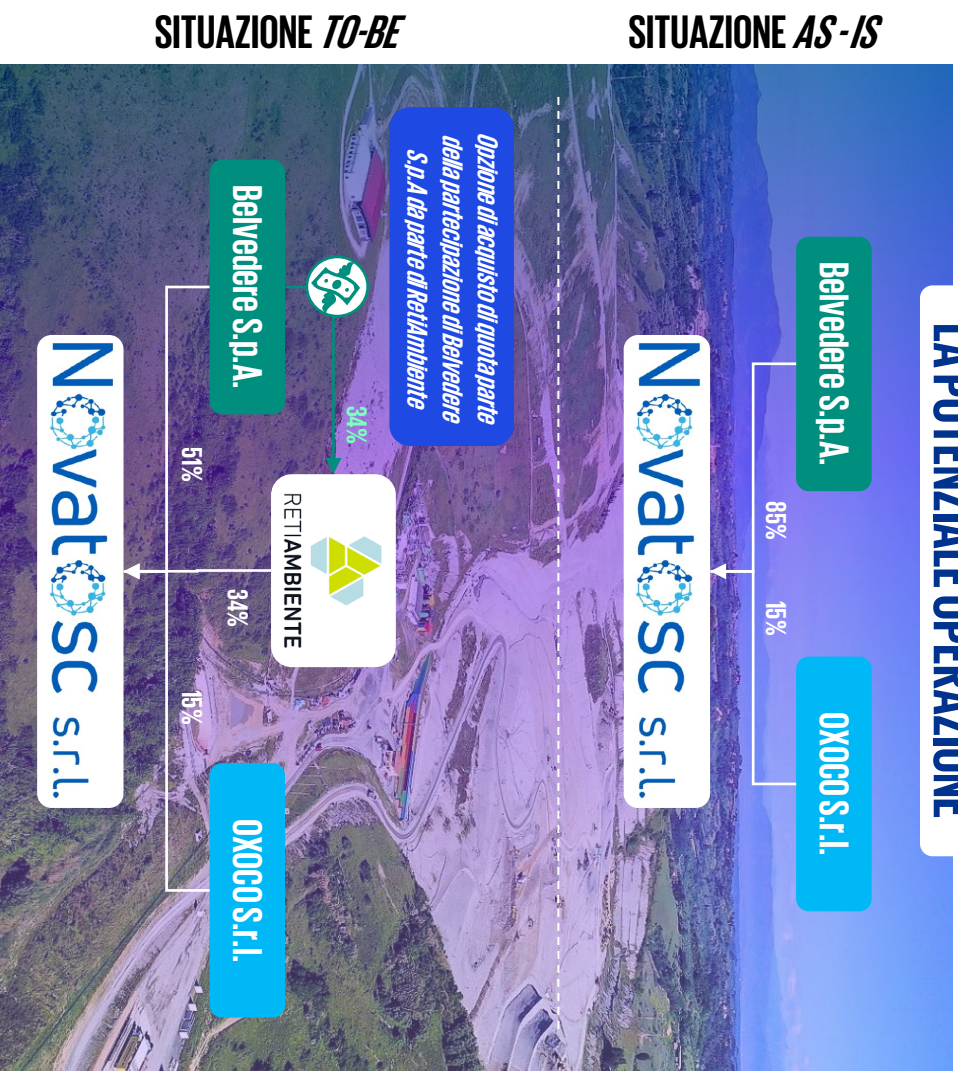 LA POTENZIALE OPERAZIONE
SITUAZIONE AS-IS
Belvedere S.p.A.
OXOCO S.r.l.
85%
15%
Novatosc s.r.l.
SITUAZIONE TO-BE
Opzione di acquisto di quota parte
della partecipazione di Belvedere
S.p.A da parte di RetiAmbiente
34%
RETIAMBIENTE
Belvedere S.p.A.
OXOCO S.r.l.
51%
34%
15%
Novatosc s.r.l.